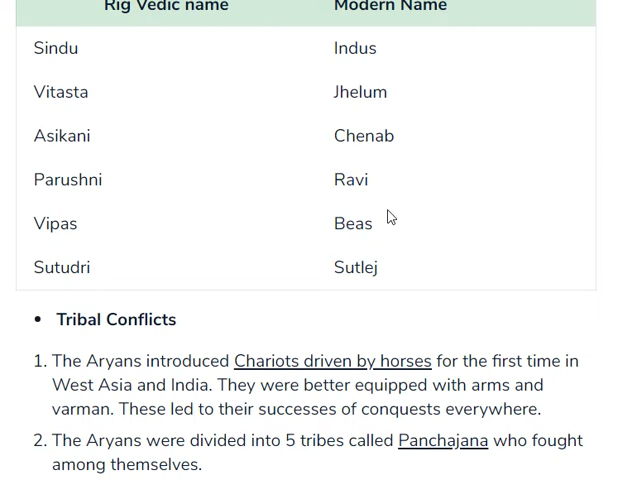 Rig Vedic name Modern Name
Sindu Indus
Vitasta Jhelum
Asikani Chenab
Parushni Ravi
Vipas Beas
Sutudri Sutlej
• Tribal Conflicts
1. The Aryans introduced Chariots driven by horses for the first time in
West Asia and India. They were better equipped with arms and
varman. These led to their successes of conquests everywhere.
2. The Aryans were divided into 5 tribes called Panchajana who fought
among themselves.